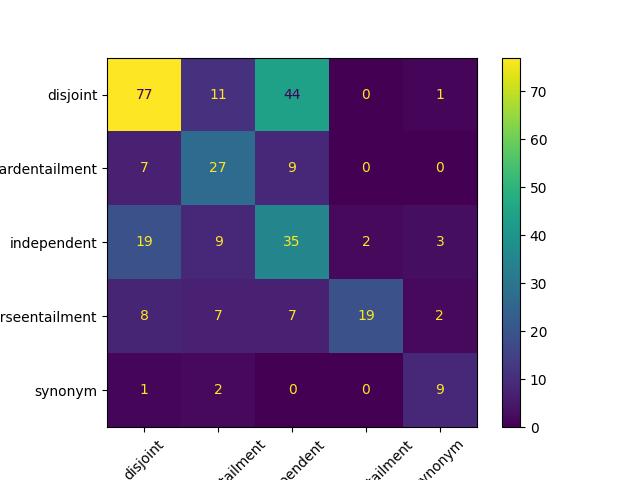 disjoint 77 11 44 0 1
ardentailment 7 27 9 0 0
independent 19 9 35 2 3
rseentailment 8 7 7 19 2
synonym 1 2 0 0 9
disjoint tailment pendent tailment ynonym
70
60
50
40
30
20
10
0